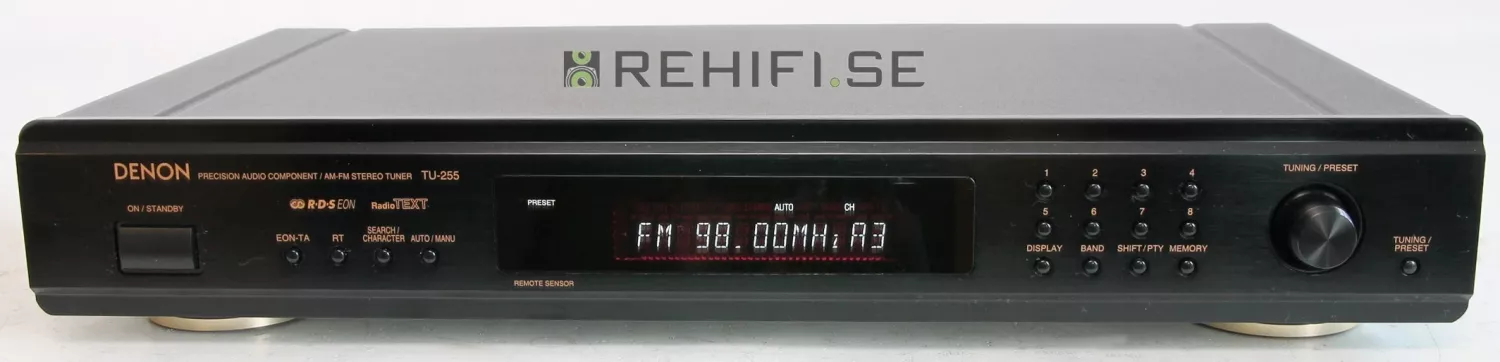 REHIFI.SE
DENON PRECISION AUDIO COMPONENT / AM-FM STEREO TUNER TU-255
ON / STANDBY
R·D·S EON RadioTEXT
EON-TA RT SEARCH / CHARACTER AUTO / MANU
PRESET
AUTO CH
FM 98.00MHz A3
REMOTE SENSOR
1 2 3 4
5 6 7 8
DISPLAY BAND SHIFT / PTY MEMORY
TUNING / PRESET
TUNING / PRESET